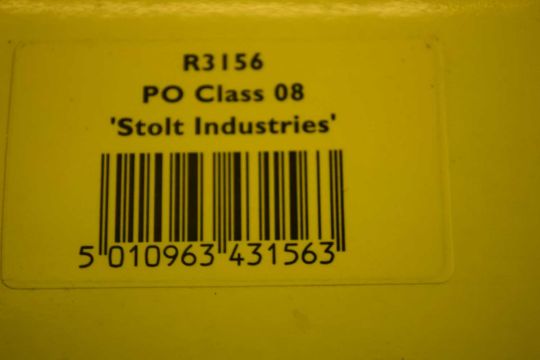 R3156
PO Class 08
'Stolt Industries'
5 010963 431563